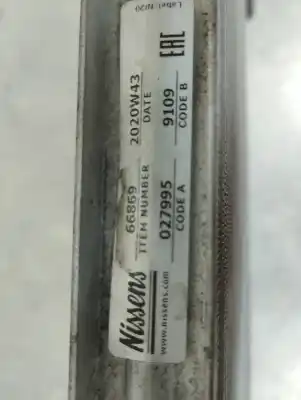 Nissens
www.nissens.com
66869
ITEM NUMBER
2020W43
DATE
027995
CODE A
9109
CODE B
EAC